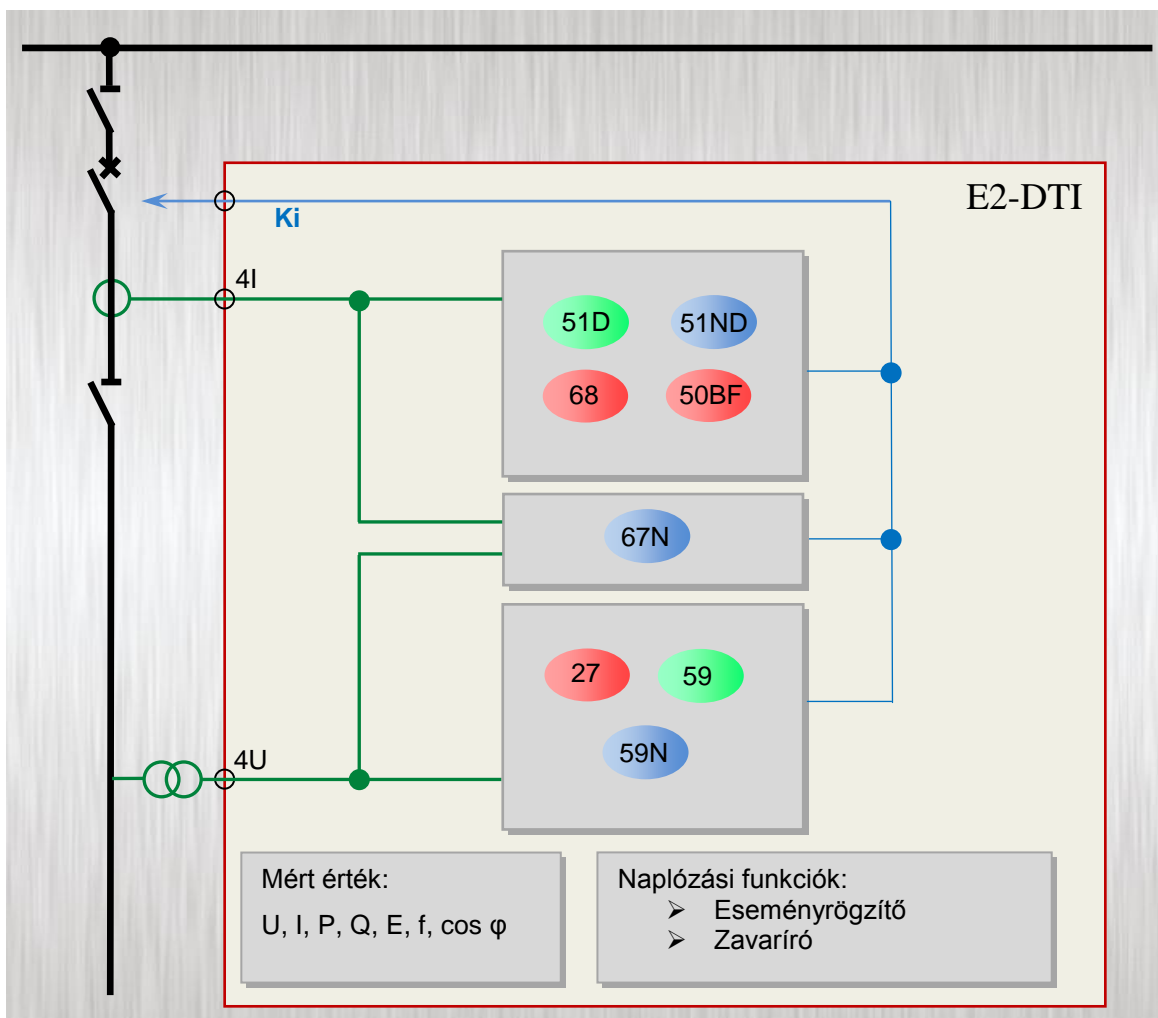 E2-DTI
Ki
4I
51D 51ND
68 50BF
67N
27 59
59N
4U
Mért érték:
U, I, P, Q, E, f, cos φ
Naplózási funkciók:
➢ Eseményrögzítő
➢ Zavaríró